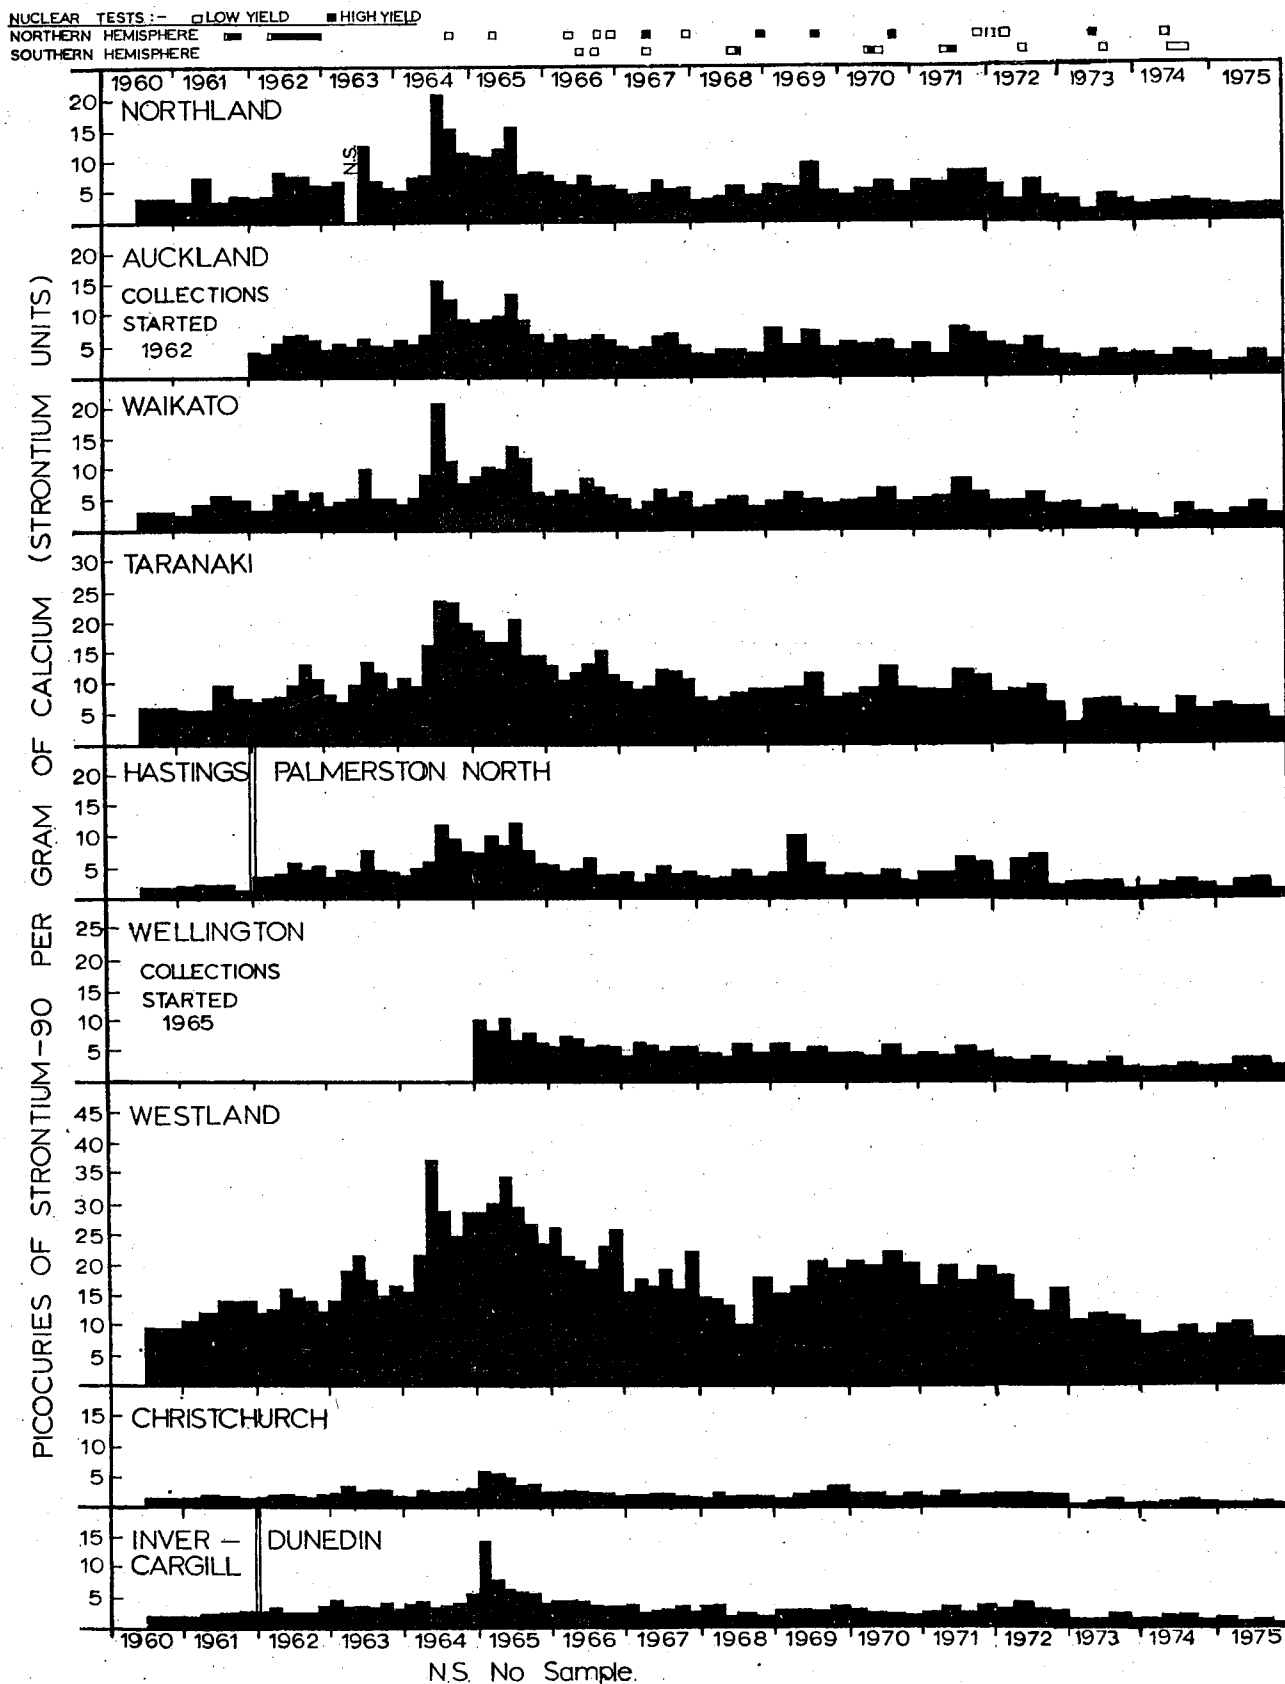 NUCLEAR TESTS :- LOW YIELD HIGH YIELD
NORTHERN HEMISPHERE
SOUTHERN HEMISPHERE
1960 1961 1962 1963 1964 1965 1966 1967 1968 1969 1970 1971 1972 1973 1974 1975
PICOCURIES OF STRONTIUM-90 PER GRAM OF CALCIUM (STRONTIUM UNITS)
NORTHLAND
N.S.
20
15
10
5
AUCKLAND
COLLECTIONS
STARTED
1962
20
15
10
5
WAIKATO
20
15
10
5
TARANAKI
30
25
20
15
10
5
HASTINGS PALMERSTON NORTH
20
15
10
5
WELLINGTON
COLLECTIONS
STARTED
1965
25
20
15
10
5
WESTLAND
45
40
35
30
25
20
15
10
5
CHRISTCHURCH
15
10
5
INVER - DUNEDIN
CARGILL
15
10
5
1960 1961 1962 1963 1964 1965 1966 1967 1968 1969 1970 1971 1972 1973 1974 1975
N.S. No Sample.